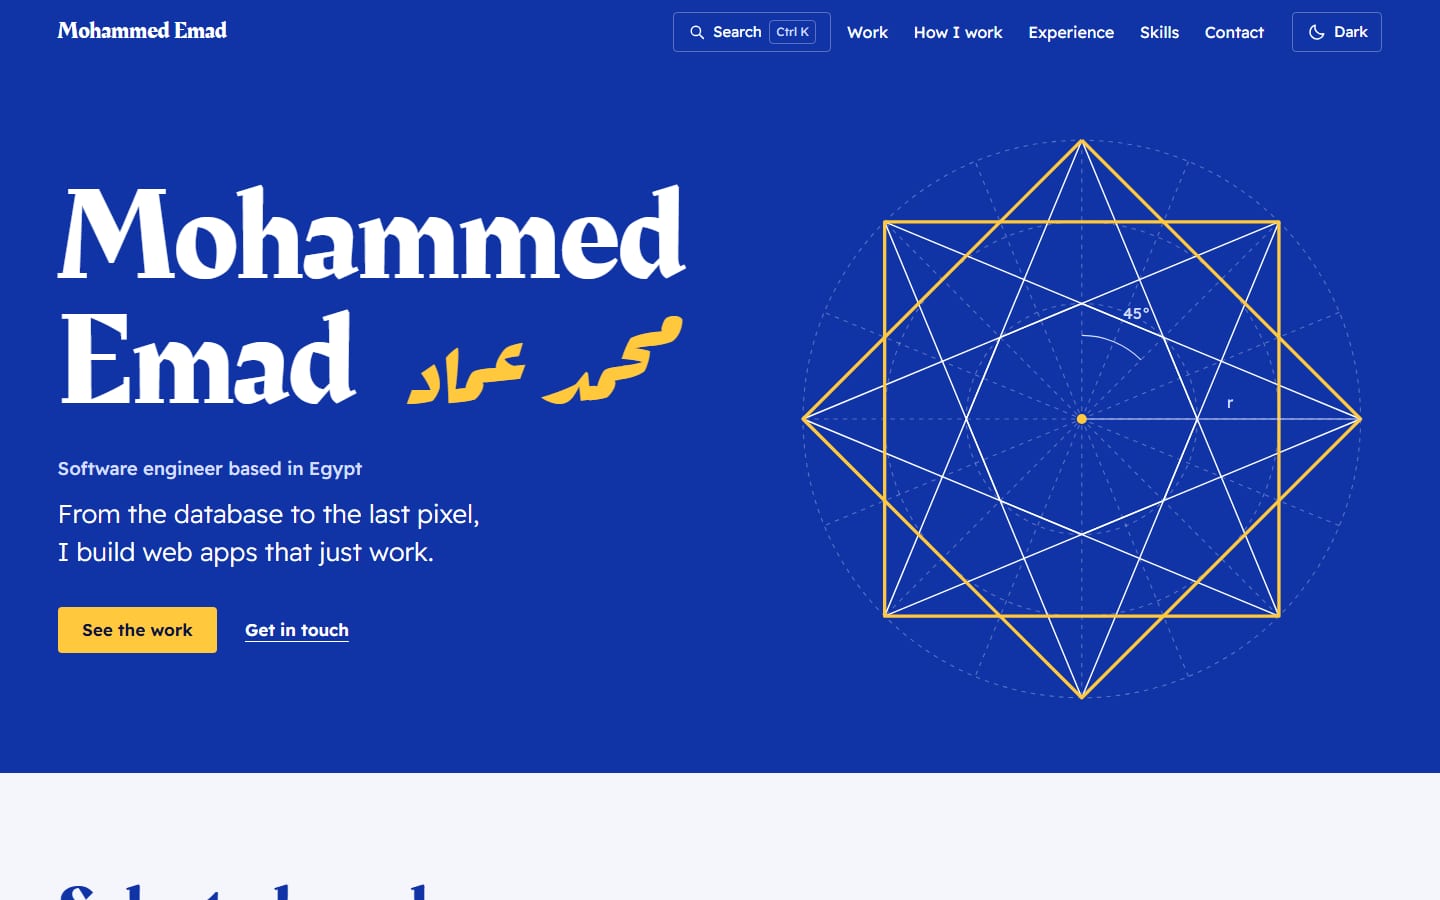 Mohammed Emad
Search Ctrl K Work How I work Experience Skills Contact Dark
Mohammed
Emad محمد عماد
Software engineer based in Egypt
From the database to the last pixel,
I build web apps that just work.
See the work Get in touch
45°
r